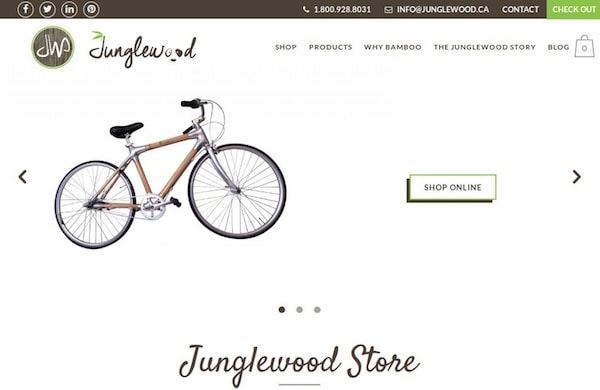 1.800.928.8031 INFO@JUNGLEWOOD.CA CONTACT CHECK OUT
JWP Junglewood
SHOP PRODUCTS WHY BAMBOO THE JUNGLEWOOD STORY BLOG 0
SHOP ONLINE
Junglewood Store